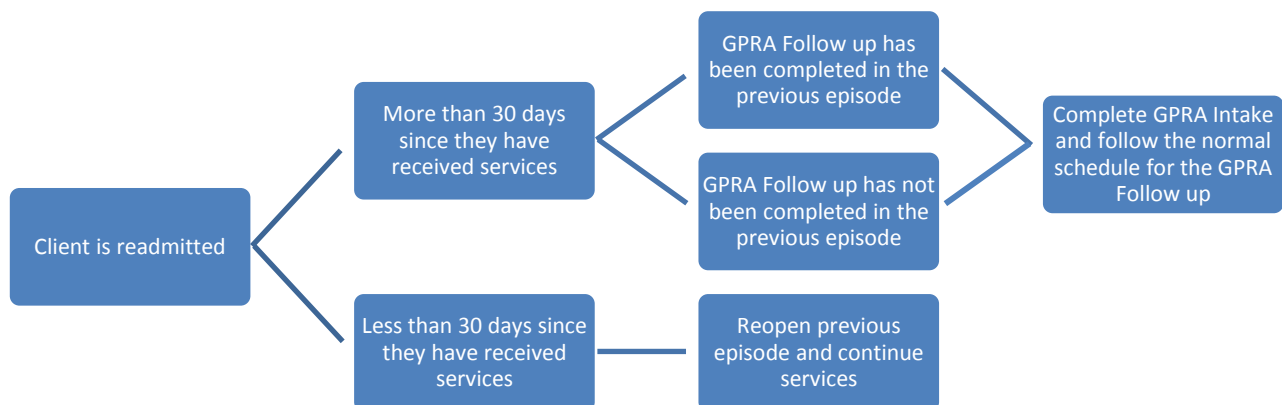 Client is readmitted
More than 30 days
since they have
received services
Less than 30 days since
they have received
services
GPRA Follow up has
been completed in the
previous episode
GPRA Follow up has not
been completed in the
previous episode
Reopen previous
episode and continue
services
Complete GPRA Intake
and follow the normal
schedule for the GPRA
Follow up